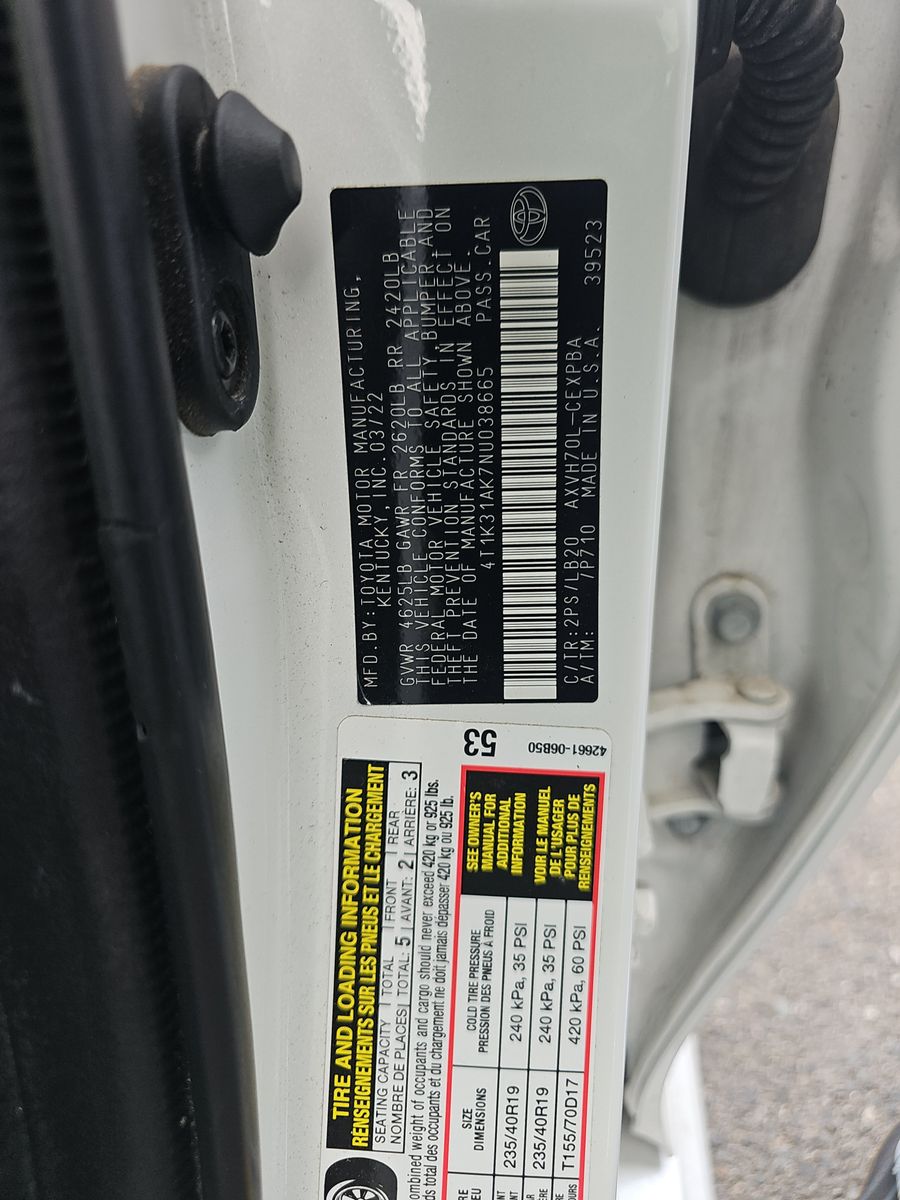 MFD.BY:TOYOTA MOTOR MANUFACTURING,
KENTUCKY,INC. 03/22
GVWR 4625LB GAWR FR 2620LB RR 2420LB
THIS VEHICLE CONFORMS TO ALL APPLICABLE
FEDERAL MOTOR VEHICLE SAFETY, BUMPER AND
THEFT PREVENTION STANDARDS IN EFFECT ON
THE DATE OF MANUFACTURE SHOWN ABOVE.
4T1K31AK7NU038665 PASS.CAR
C/TR:2PS/LB20 AXVH70L-CEXPBA
A/TM: 7P710 MADE IN U.S.A. 39523
TIRE AND LOADING INFORMATION
RENSEIGNEMENTS SUR LES PNEUS ET LE CHARGEMENT
SEATING CAPACITY | TOTAL | FRONT | REAR
NOMBRE DE PLACES | TOTAL: 5 | AVANT: 2 | ARRIÈRE: 3
weight of occupants and cargo should never exceed 420 kg or 925 lbs.
total des occupants et du chargement ne doit jamais dépasser 420 kg ou 925 lb.
SIZE
DIMENSIONS
COLD TIRE PRESSURE
PRESSION DES PNEUS À FROID
235/40R19 240 kPa, 35 PSI
235/40R19 240 kPa, 35 PSI
T155/70D17 420 kPa, 60 PSI
SEE OWNER'S
MANUAL FOR
ADDITIONAL
INFORMATION
VOIR LE MANUEL
DE L'USAGER
POUR PLUS DE
RENSEIGNEMENTS
53
42661-06B50